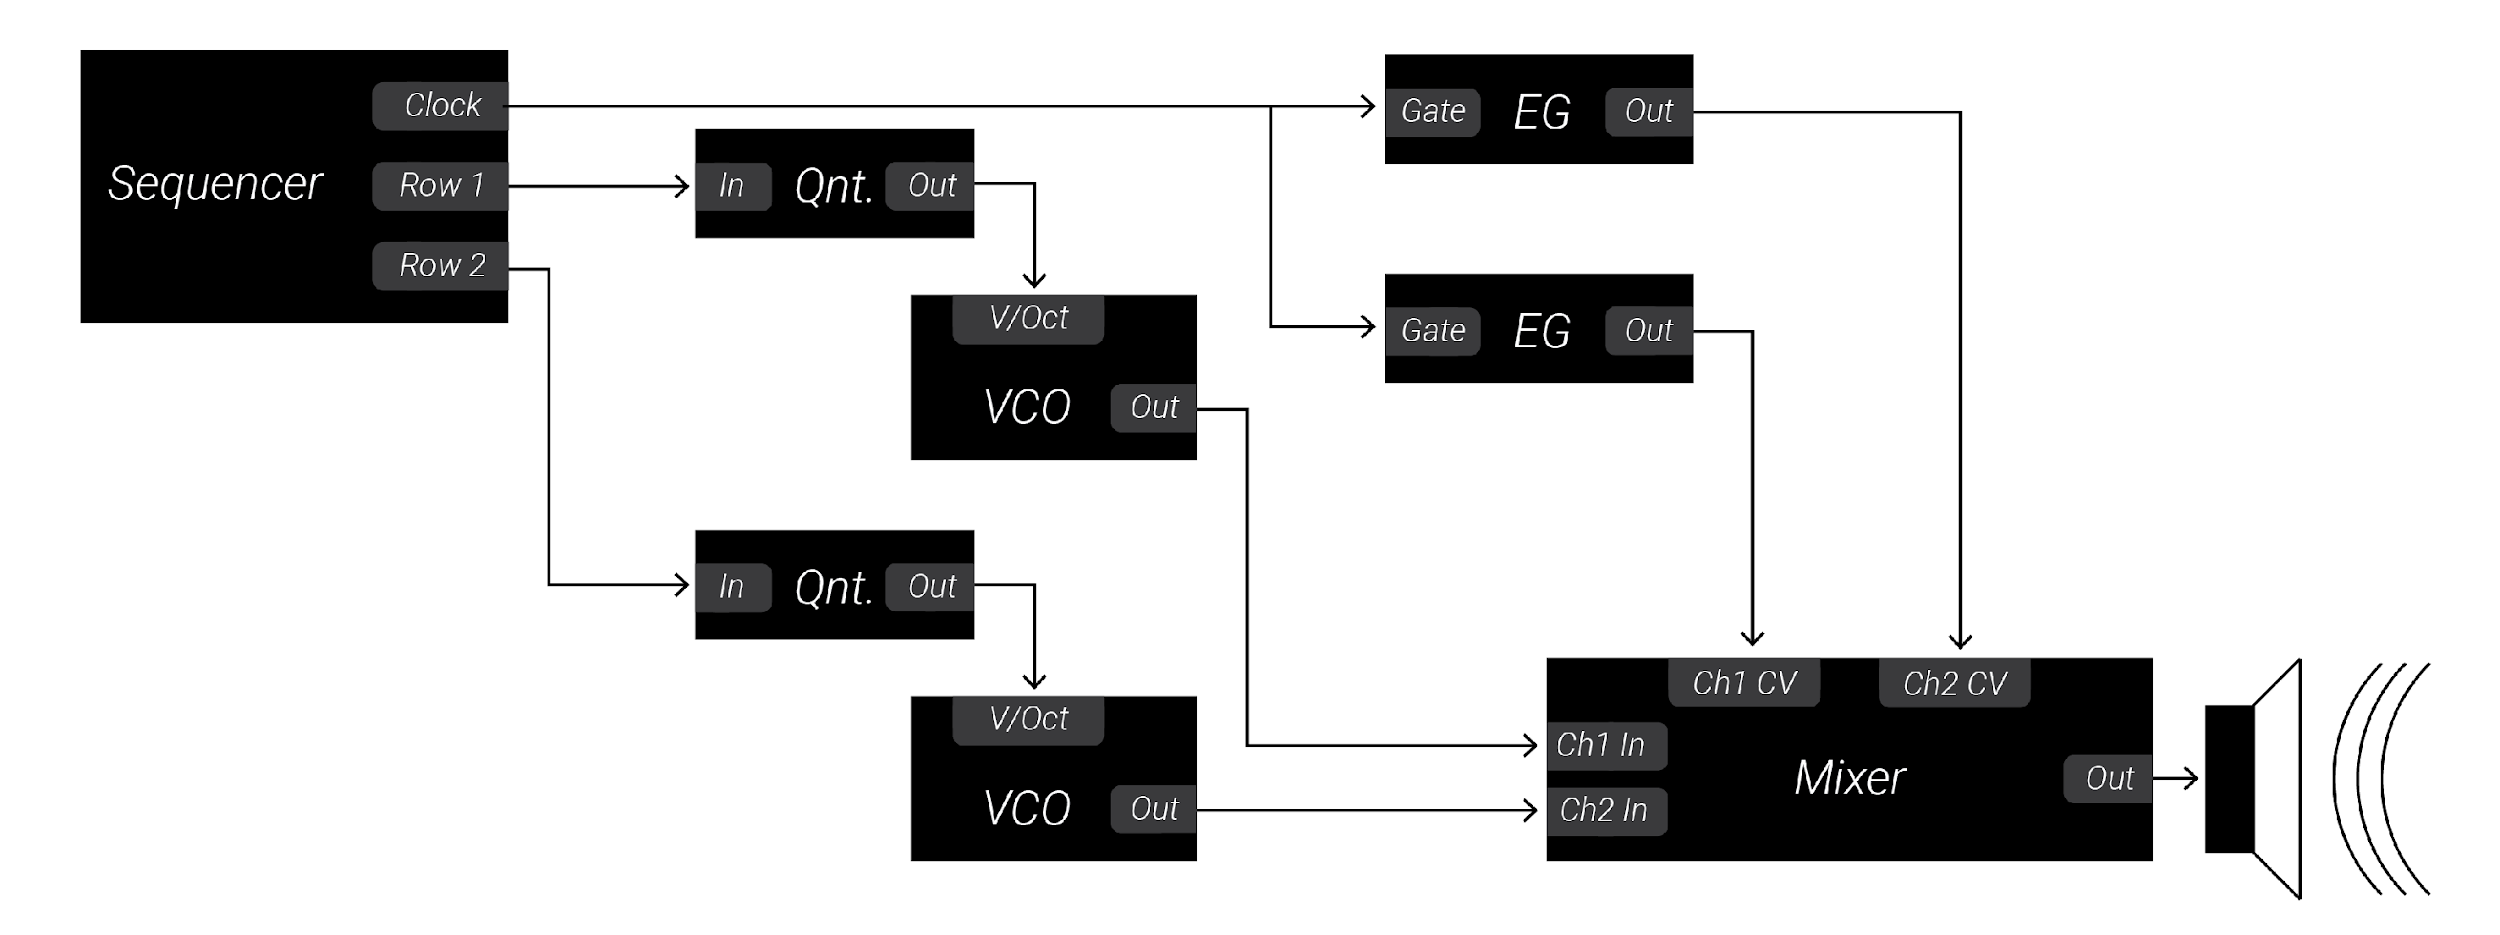 Sequencer
Clock
Row 1
Row 2
In Qnt. Out
V/Oct
VCO
Out
In Qnt. Out
V/Oct
VCO
Out
Gate EG Out
Gate EG Out
Ch1 CV Ch2 CV
Ch1 In
Ch2 In
Mixer
Out